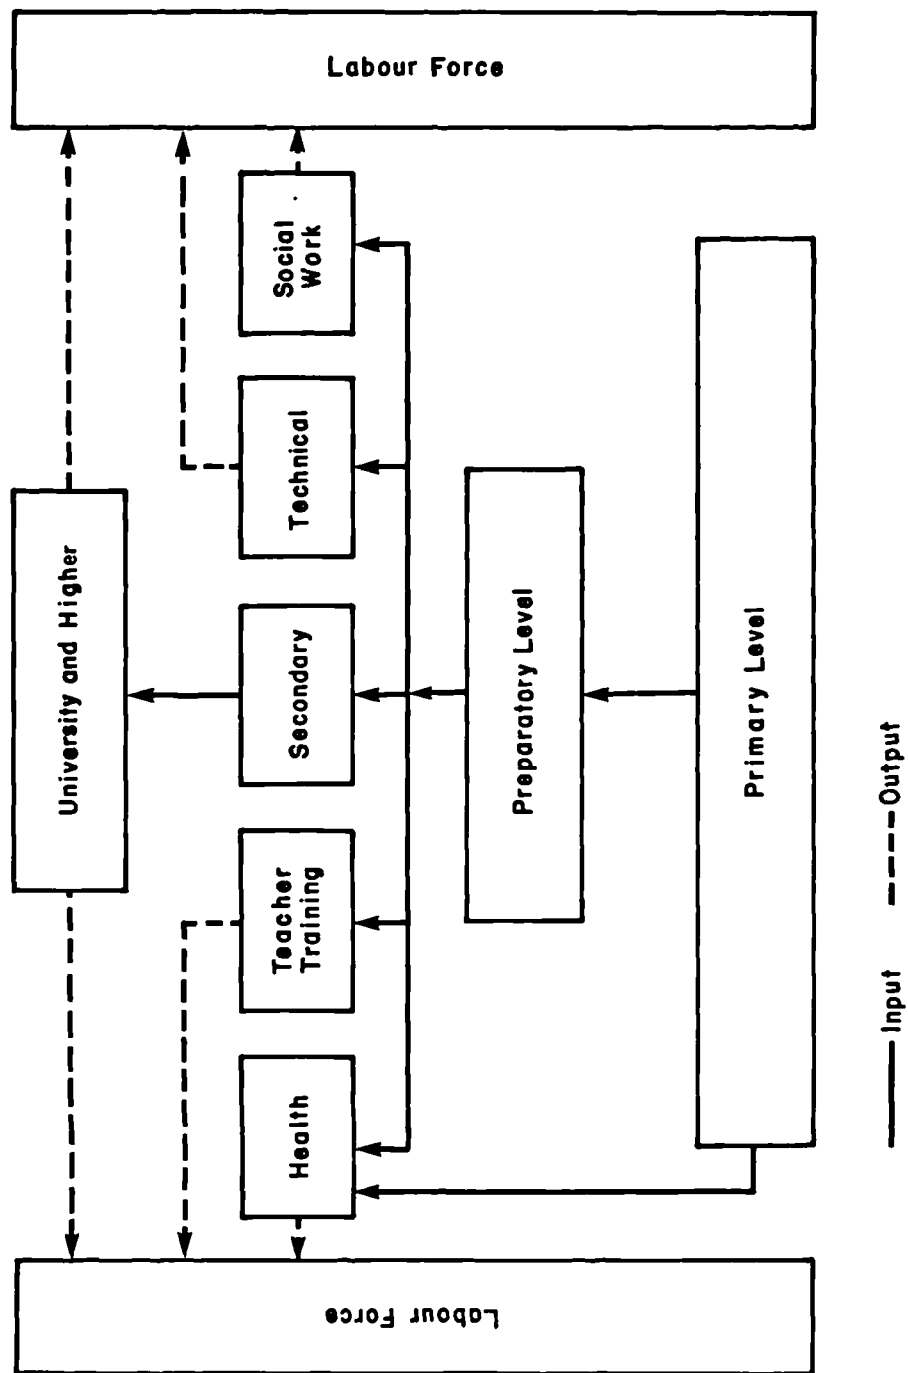 Labour Force
University and Higher
Health
Teacher
Training
Secondary
Technical
Social
Work
Preparatory Level
Primary Level
Labour Force
Input
Output